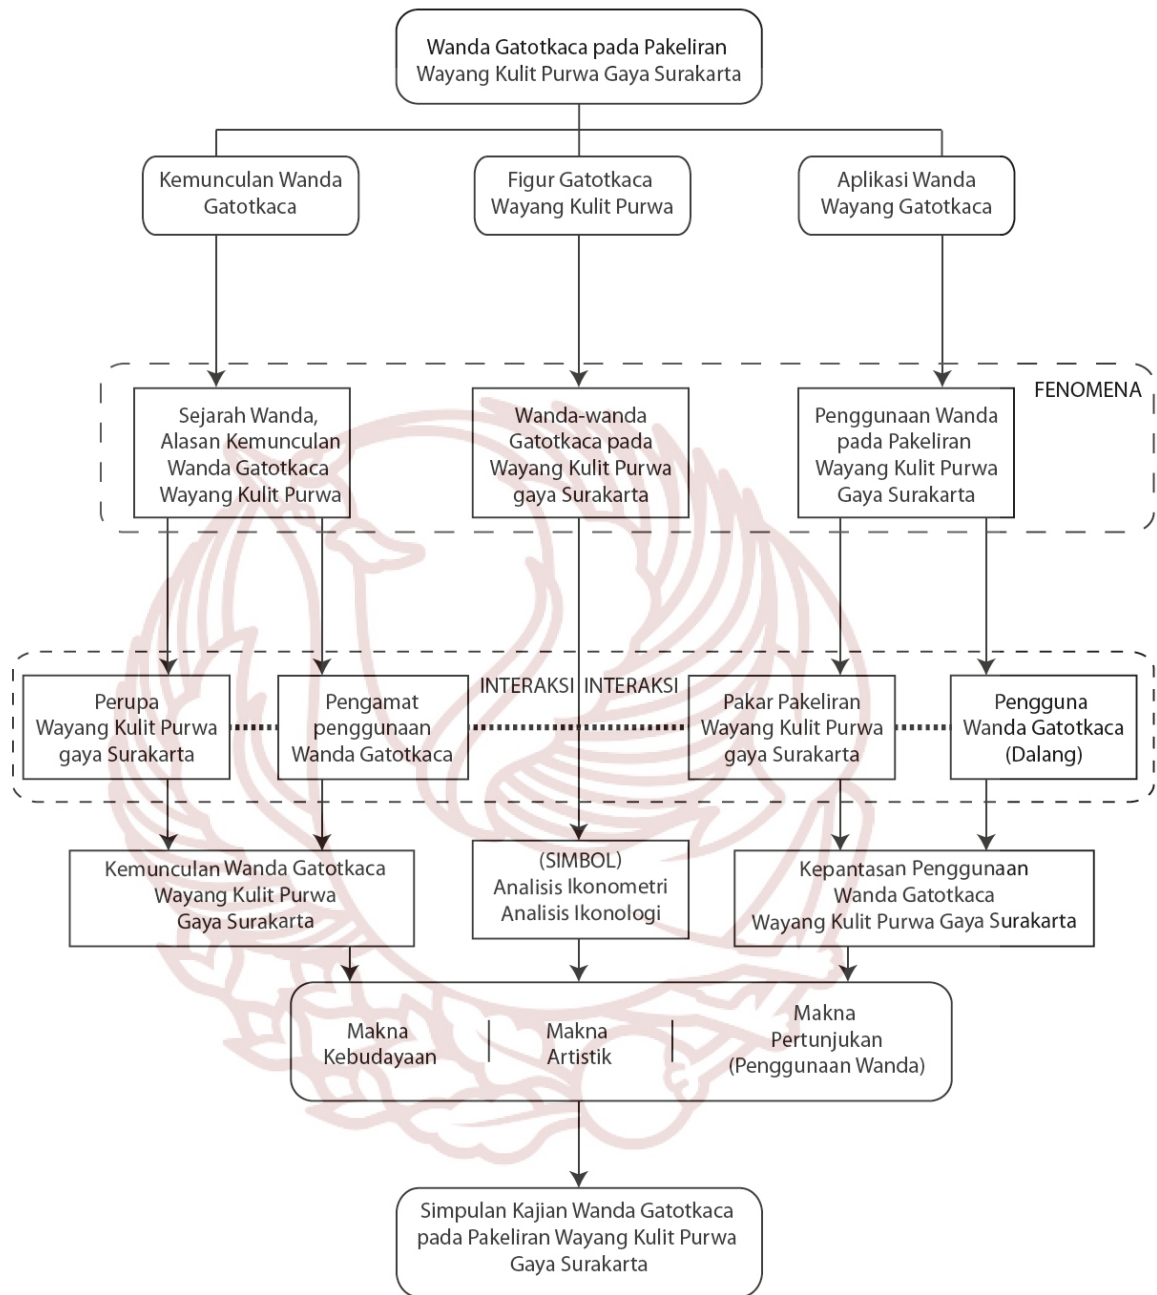 Wanda Gatotkaca pada Pakeliran
Wayang Kulit Purwa Gaya Surakarta
Kemunculan Wanda
Gatotkaca
Figur Gatotkaca
Wayang Kulit Purwa
Aplikasi Wanda
Wayang Gatotkaca
FENOMENA
Sejarah Wanda,
Alasan Kemunculan
Wanda Gatotkaca
Wayang Kulit Purwa
Wanda-wanda
Gatotkaca pada
Wayang Kulit Purwa
gaya Surakarta
Penggunaan Wanda
pada Pakeliran
Wayang Kulit Purwa
Gaya Surakarta
Perupa
Wayang Kulit Purwa
gaya Surakarta
Pengamat
penggunaan
Wanda Gatotkaca
INTERAKSI INTERAKSI
Pakar Pakeliran
Wayang Kulit Purwa
gaya Surakarta
Pengguna
Wanda Gatotkaca
(Dalang)
Kemunculan Wanda Gatotkaca
Wayang Kulit Purwa
Gaya Surakarta
(SIMBOL)
Analisis Ikonometri
Analisis Ikonologi
Kepantasan Penggunaan
Wanda Gatotkaca
Wayang Kulit Purwa Gaya Surakarta
Makna
Kebudayaan
Makna
Artistik
Makna
Pertunjukan
(Penggunaan Wanda)
Simpulan Kajian Wanda Gatotkaca
pada Pakeliran Wayang Kulit Purwa
Gaya Surakarta